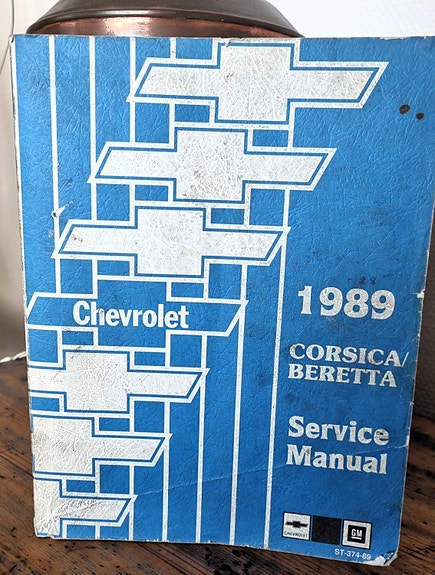 Chevrolet
1989
CORSICA/
BERETTA
Service
Manual
CHEVROLET
GM
ST-374-89